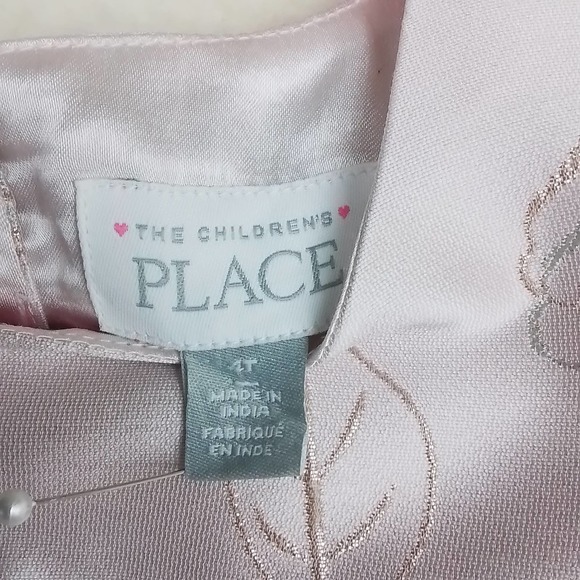 THE CHILDREN'S
PLACE
4T
MADE IN
INDIA
FABRIQUÉ
EN INDE